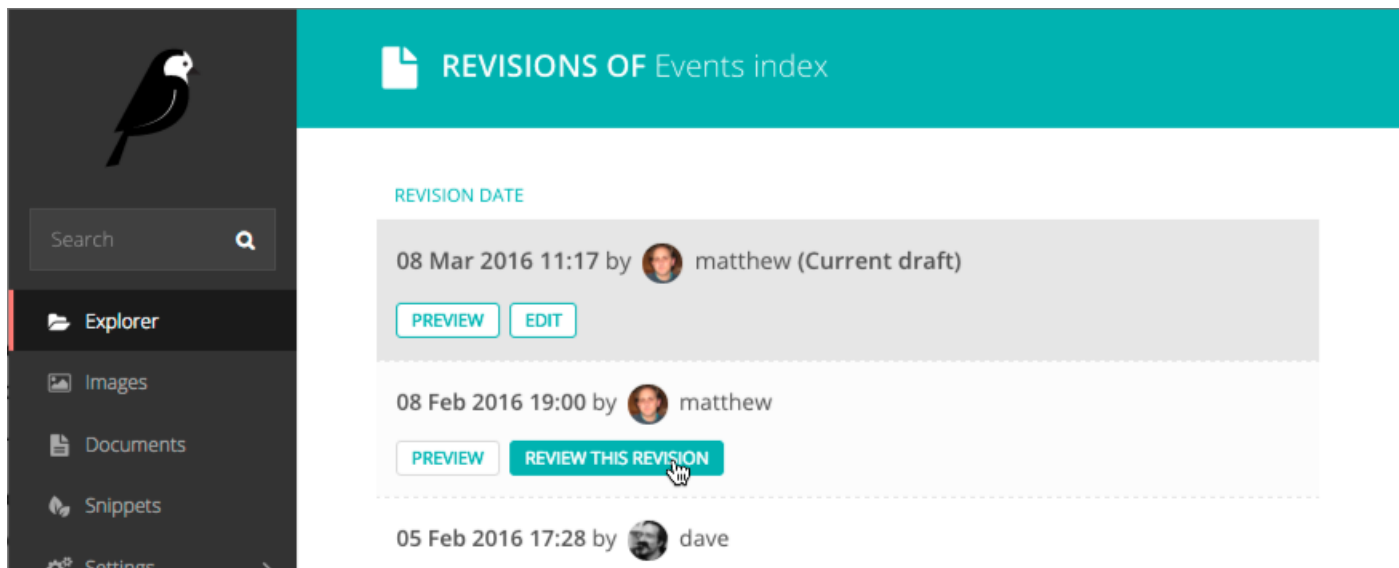 REVISIONS OF Events index
Search
Explorer
Images
Documents
Snippets
Settings
REVISION DATE
08 Mar 2016 11:17 by matthew (Current draft)
PREVIEW EDIT
08 Feb 2016 19:00 by matthew
PREVIEW REVIEW THIS REVISION
05 Feb 2016 17:28 by dave